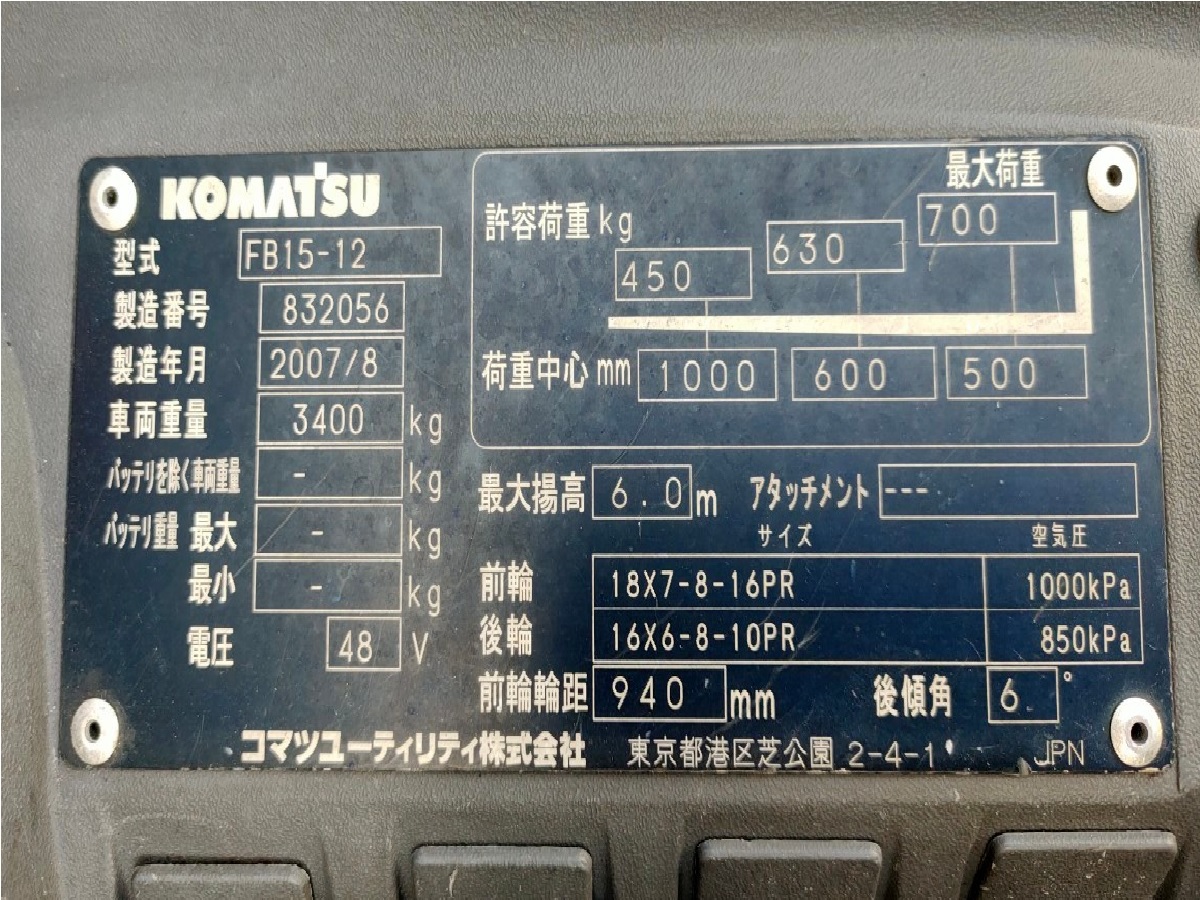 KOMATSU
型式 FB15-12
製造番号 832056
製造年月 2007/8
車両重量 3400 kg
バッテリを除く車両重量 - kg
バッテリ重量 最大 - kg
最小 - kg
電圧 48 V
最大荷重
許容荷重 kg 450 630 700
荷重中心 mm 1000 600 500
最大揚高 6.0 m アタッチメント ---
サイズ 空気圧
前輪 18X7-8-16PR 1000kPa
後輪 16X6-8-10PR 850kPa
前輪輪距 940 mm 後傾角 6 °
コマツユーティリティ株式会社 東京都港区芝公園 2-4-1 JPN